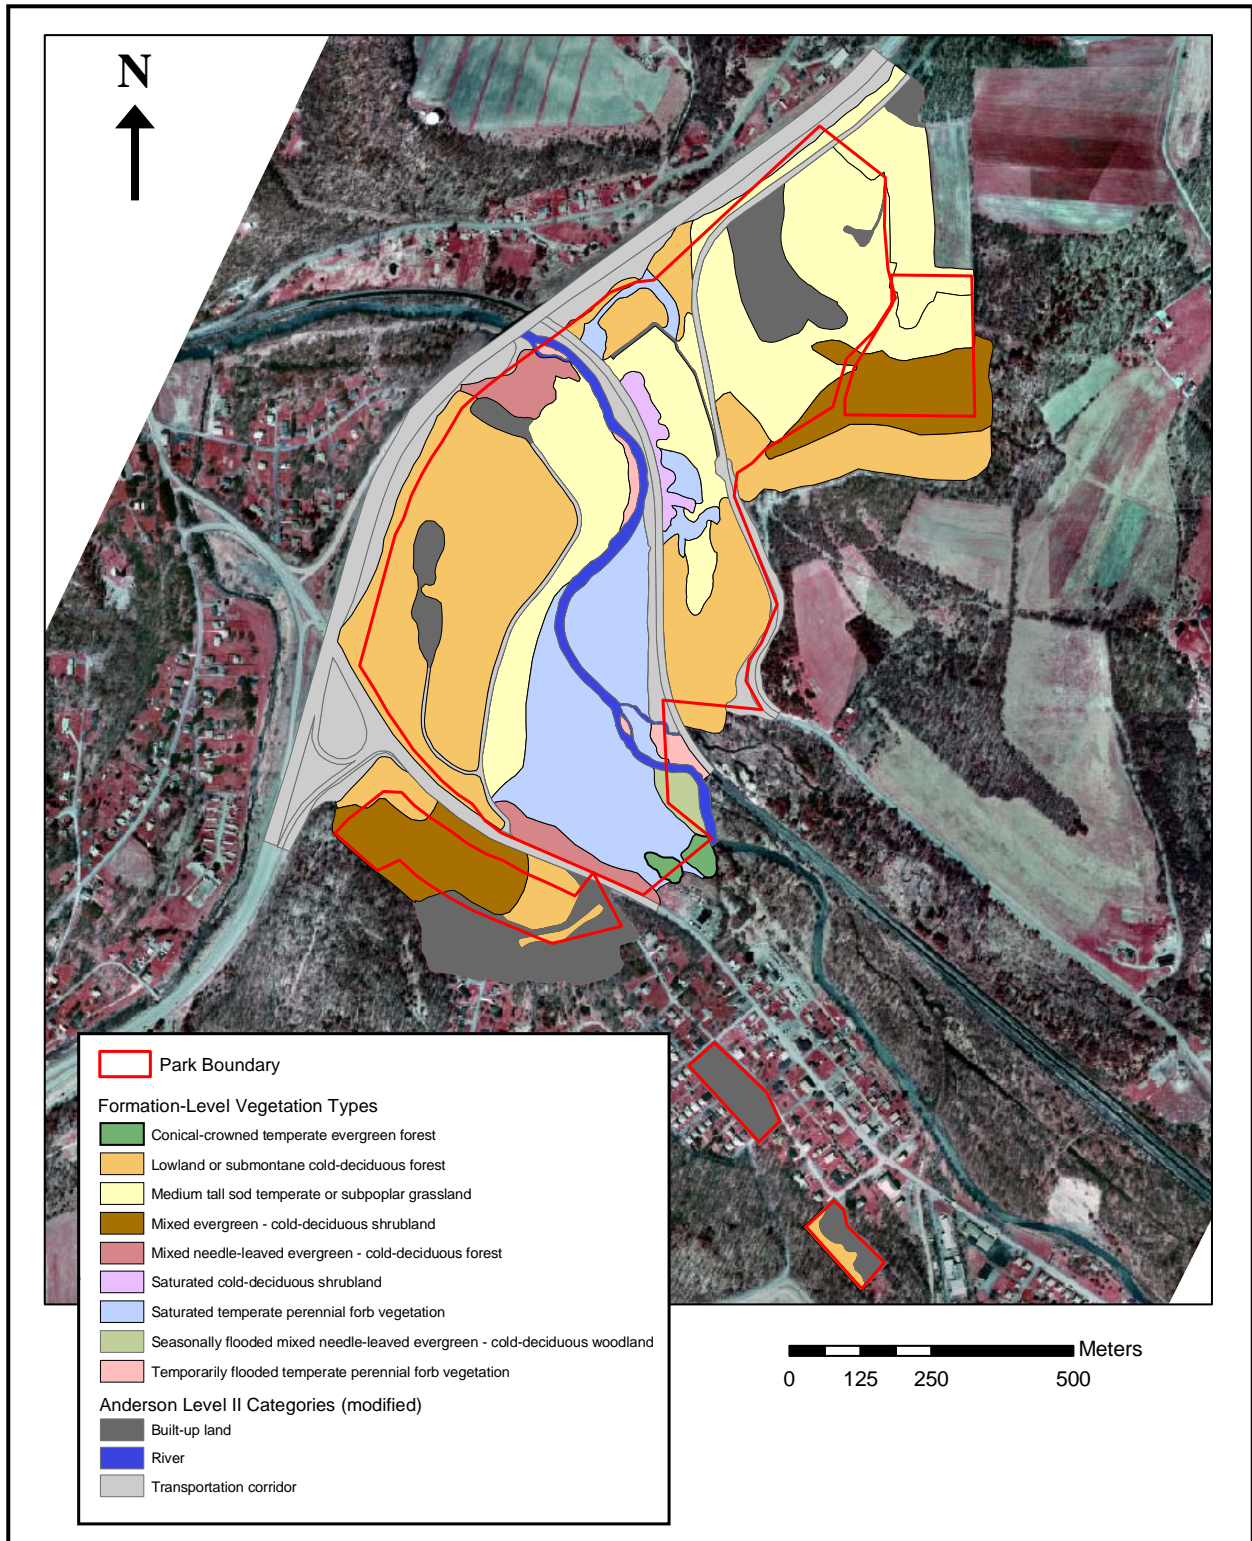 N
Park Boundary
Formation-Level Vegetation Types
Conical-crowned temperate evergreen forest
Lowland or submontane cold-deciduous forest
Medium tall sod temperate or subpoplar grassland
Mixed evergreen - cold-deciduous shrubland
Mixed needle-leaved evergreen - cold-deciduous forest
Saturated cold-deciduous shrubland
Saturated temperate perennial forb vegetation
Seasonally flooded mixed needle-leaved evergreen - cold-deciduous woodland
Temporarily flooded temperate perennial forb vegetation
Anderson Level II Categories (modified)
Built-up land
River
Transportation corridor
Meters
0 125 250 500